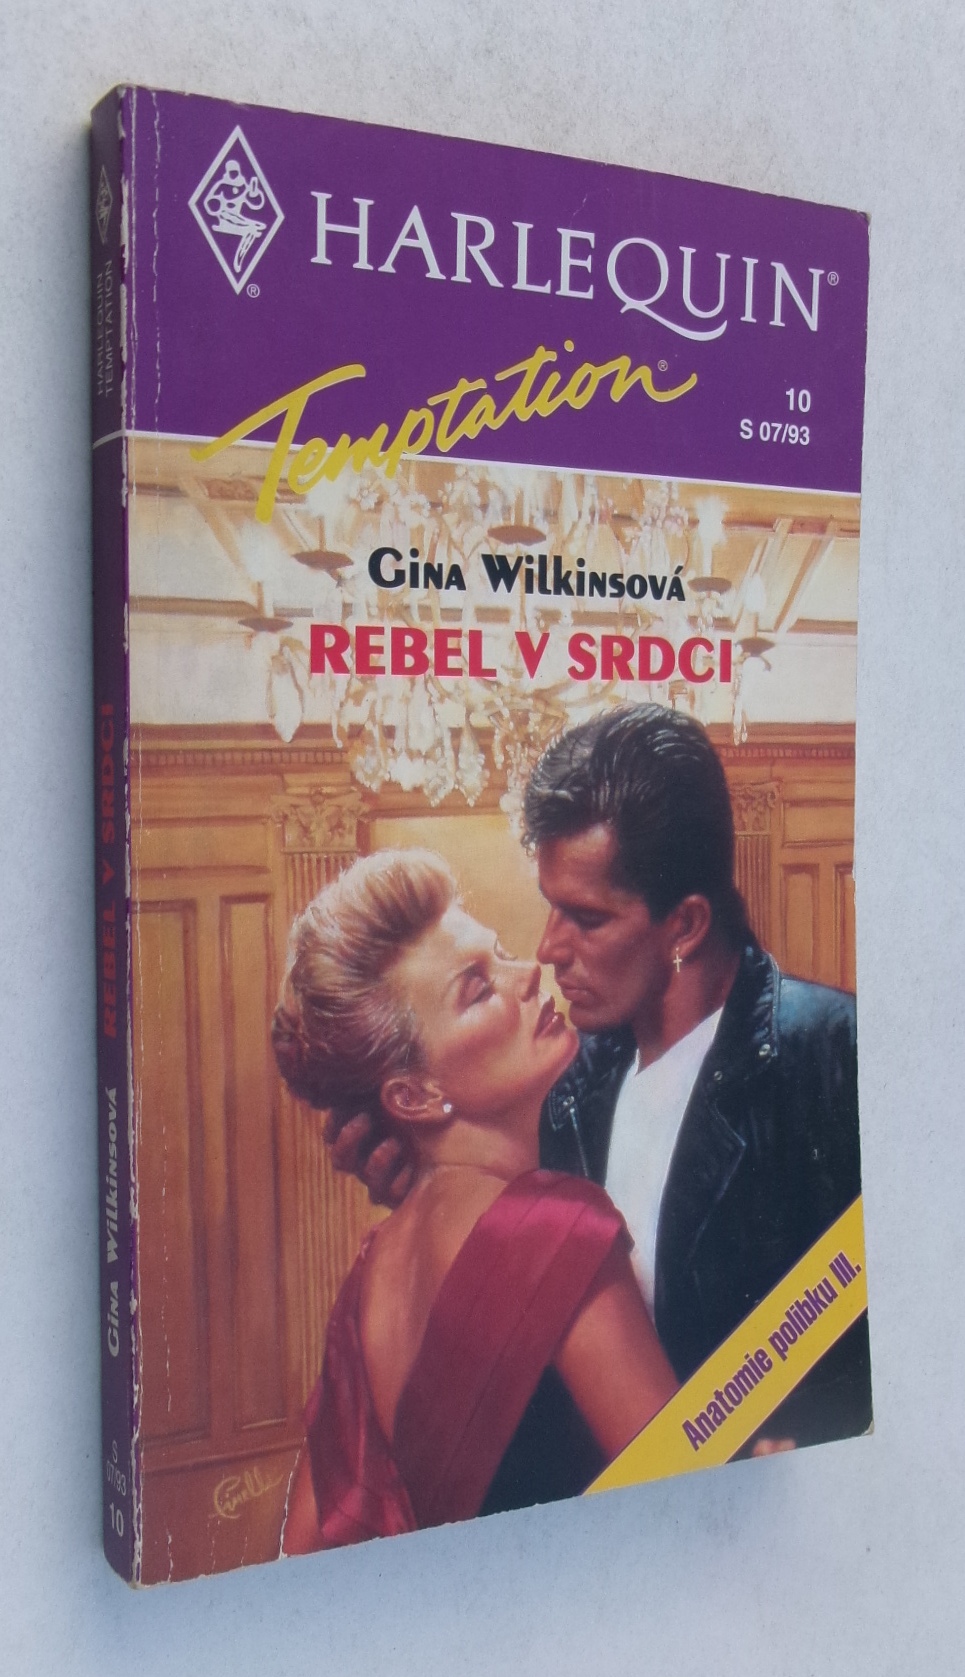 HARLEQUIN®
Temptation®
10
S 07/93
Gina Wilkinsová
REBEL V SRDCI
Anatomie polibku III.
®
HARLEQUIN
TEMPTATION
REBEL V SRDCI
Gina Wilkinsová
S
07/93
10